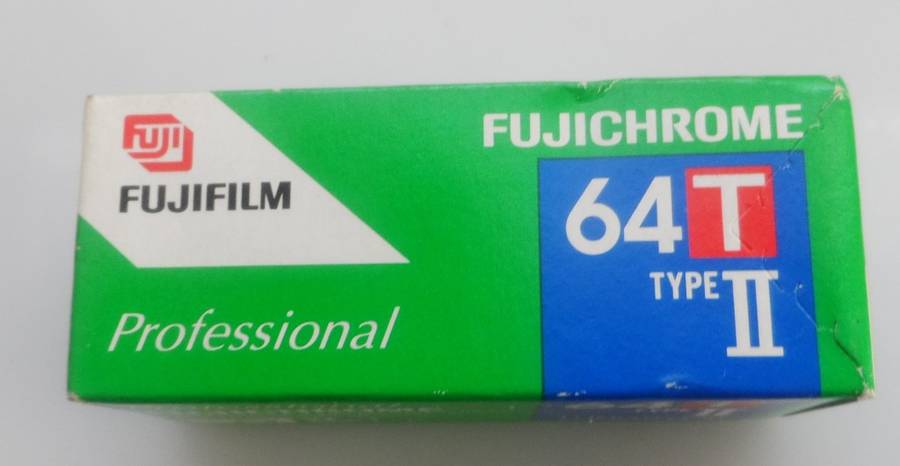 FUJI
FUJIFILM
Professional
FUJICHROME
64T
TYPE II